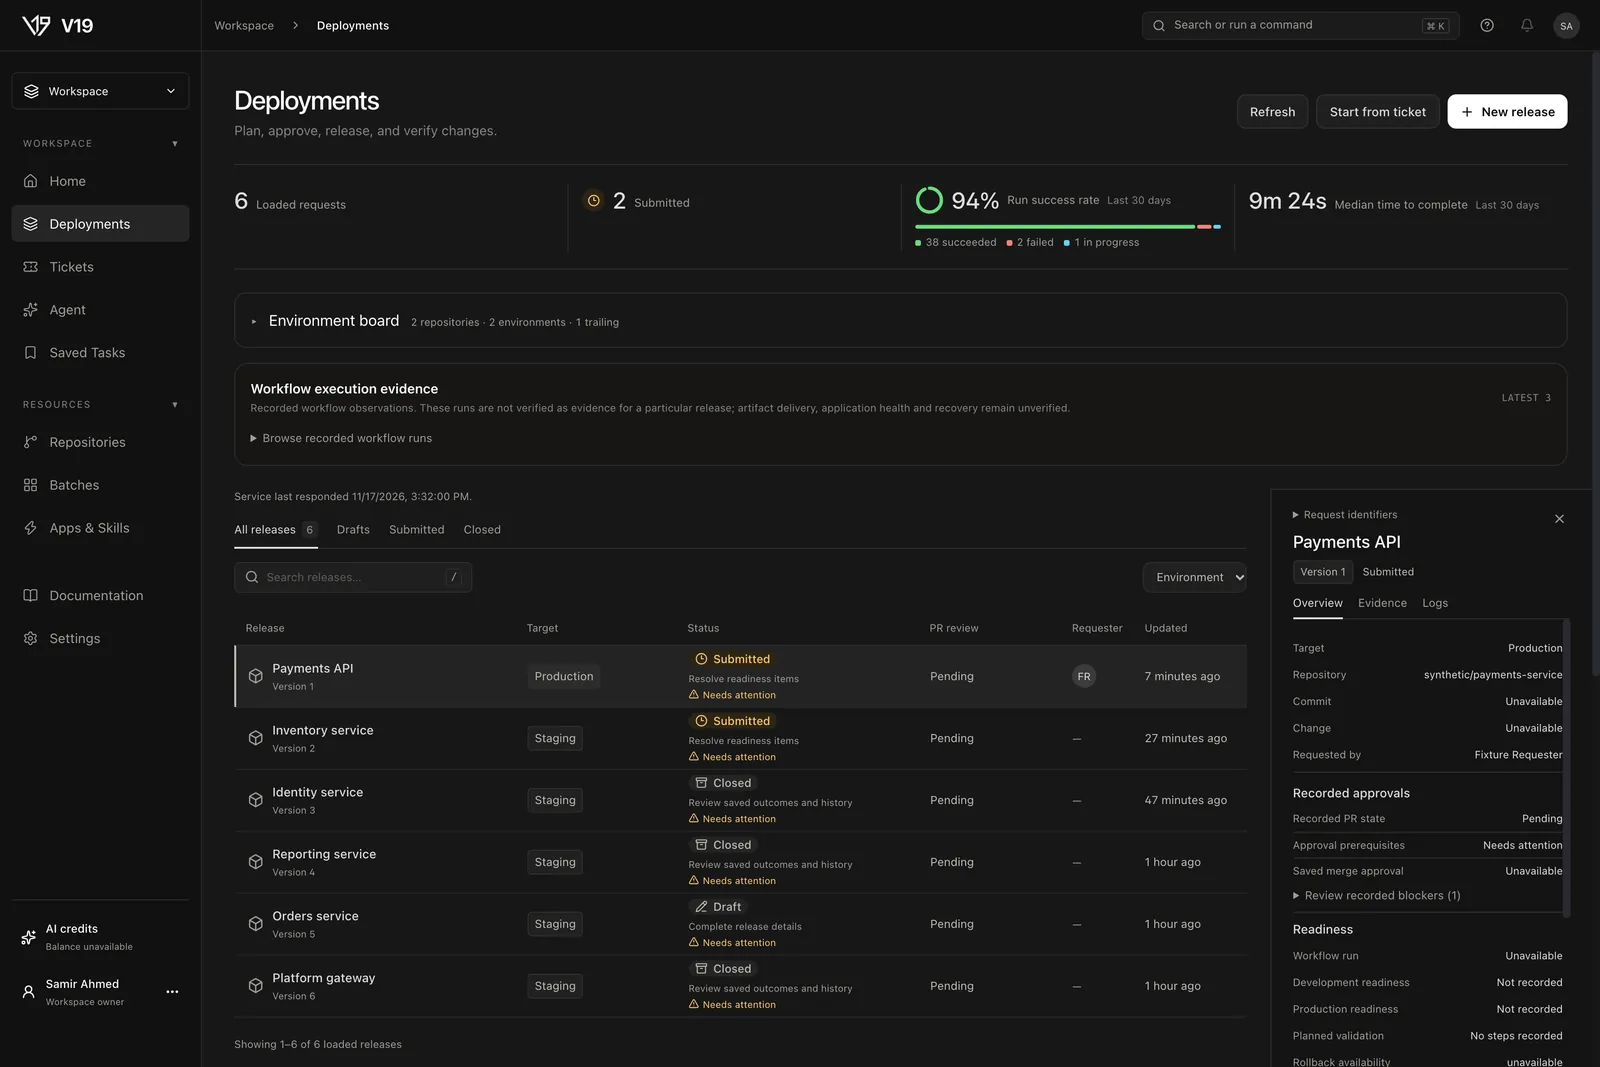 V19
Workspace
WORKSPACE
Home
Deployments
Tickets
Agent
Saved Tasks
RESOURCES
Repositories
Batches
Apps & Skills
Documentation
Settings
AI credits
Balance unavailable
Samir Ahmed
Workspace owner
Workspace > Deployments
Search or run a command ⌘ K
SA
Deployments
Plan, approve, release, and verify changes.
Refresh
Start from ticket
+ New release
6 Loaded requests
2 Submitted
94% Run success rate Last 30 days
38 succeeded 2 failed 1 in progress
9m 24s Median time to complete Last 30 days
Environment board 2 repositories · 2 environments · 1 trailing
Workflow execution evidence
Recorded workflow observations. These runs are not verified as evidence for a particular release; artifact delivery, application health and recovery remain unverified.
LATEST 3
Browse recorded workflow runs
Service last responded 11/17/2026, 3:32:00 PM.
All releases 6 Drafts Submitted Closed
Search releases... /
Environment
Release Target Status PR review Requester Updated
Payments API
Version 1
Production
Submitted
Resolve readiness items
Needs attention
Pending
FR
7 minutes ago
Inventory service
Version 2
Staging
Submitted
Resolve readiness items
Needs attention
Pending
—
27 minutes ago
Identity service
Version 3
Staging
Closed
Review saved outcomes and history
Needs attention
Pending
—
47 minutes ago
Reporting service
Version 4
Staging
Closed
Review saved outcomes and history
Needs attention
Pending
—
1 hour ago
Orders service
Version 5
Staging
Draft
Complete release details
Needs attention
Pending
—
1 hour ago
Platform gateway
Version 6
Staging
Closed
Review saved outcomes and history
Needs attention
Pending
—
1 hour ago
Showing 1–6 of 6 loaded releases
Request identifiers
Payments API
Version 1 Submitted
Overview Evidence Logs
Target Production
Repository synthetic/payments-service
Commit Unavailable
Change Unavailable
Requested by Fixture Requester
Recorded approvals
Recorded PR state Pending
Approval prerequisites Needs attention
Saved merge approval Unavailable
Review recorded blockers (1)
Readiness
Workflow run Unavailable
Development readiness Not recorded
Production readiness Not recorded
Planned validation No steps recorded
Rollback availability unavailable